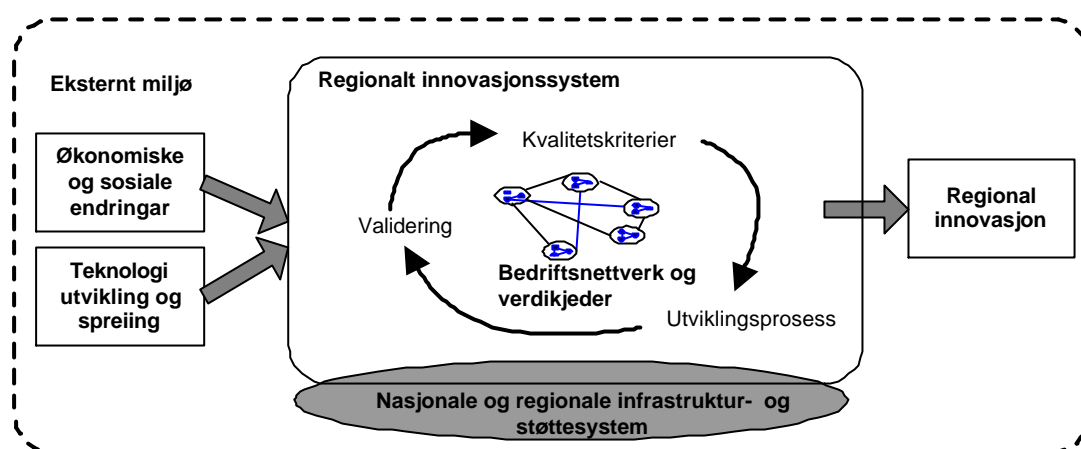 Eksternt miljø
Økonomiske
og sosiale
endringar
Teknologi
utvikling og
spreiing
Regionalt innovasjonssystem
Kvalitetskriterier
Validering
Bedriftsnettverk og
verdikjeder
Utviklingsprosess
Nasjonale og regionale infrastruktur- og
støttesystem
Regional
innovasjon